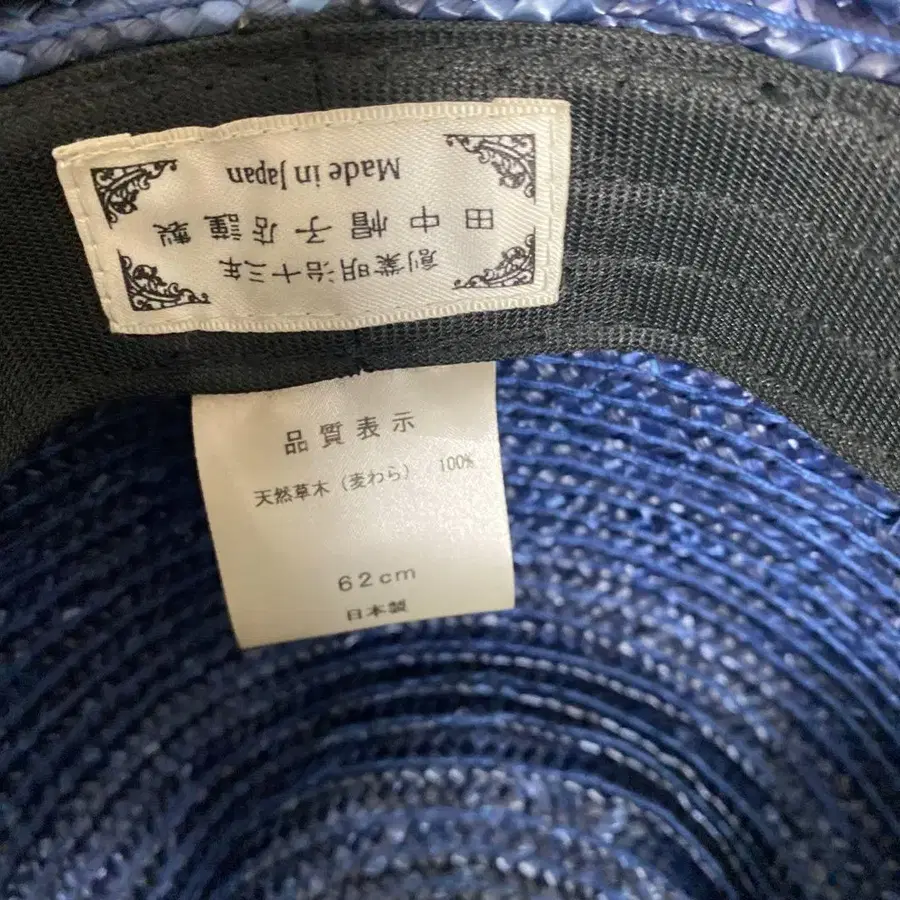 創業明治十三年
田中帽子店謹製
Made in Japan
品質表示
天然草木(麦わら) 100%
62cm
日本製